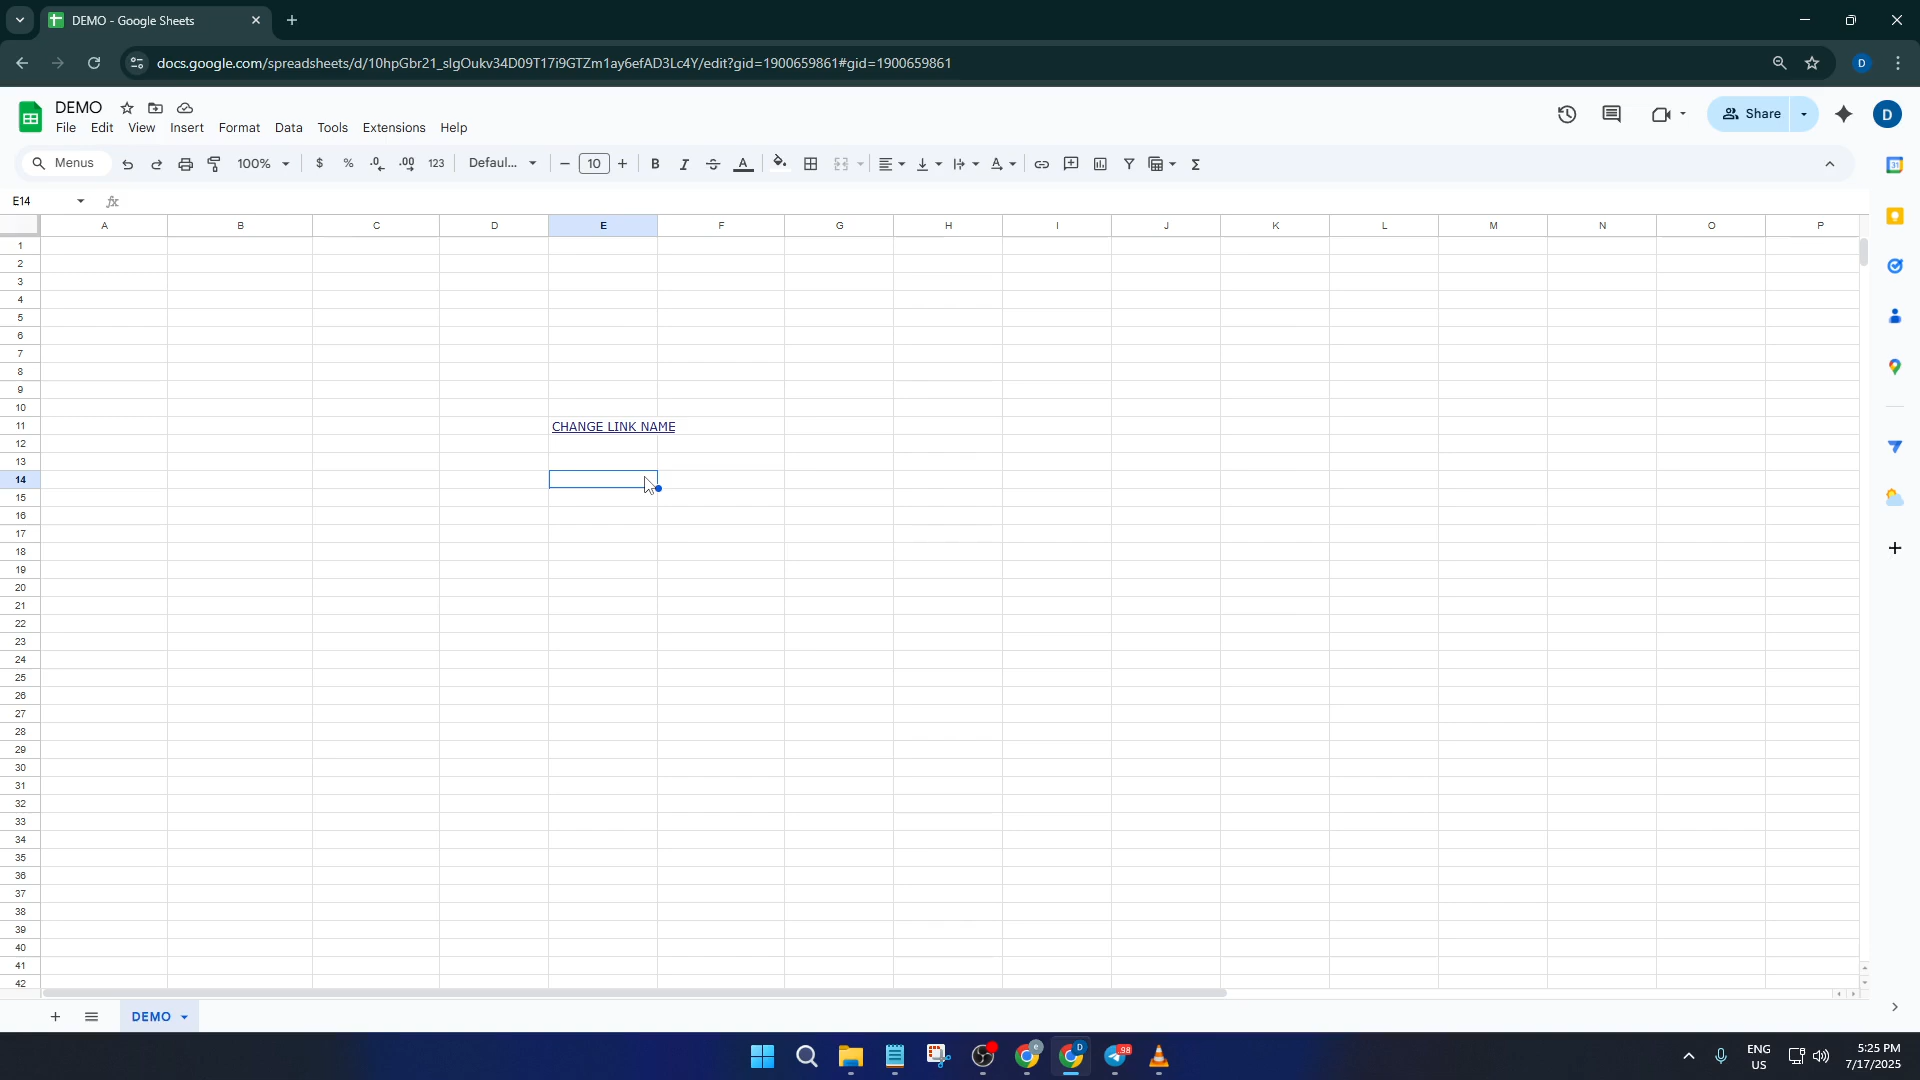 DEMO - Google Sheets
docs.google.com/spreadsheets/d/10hpGbr21_slgOukv34D09T17i9GTZm1ay6efAD3Lc4Y/edit?gid=1900659861#gid=1900659861
D
DEMO
Share
D
File Edit View Insert Format Data Tools Extensions Help
Menus 100% $ % .0 .00 123 Defaul... 10 B I S A A Σ
31
E14 fx
A B C D E F G H I J K L M N O P
1
2
3
4
5
6
7
8
9
10
11 CHANGE LINK NAME
12
13
14
15
16
17
18
19
20
21
22
23
24
25
26
27
28
29
30
31
32
33
34
35
36
37
38
39
40
41
42
DEMO
e D 98
ENG
US
5:25 PM
7/17/2025